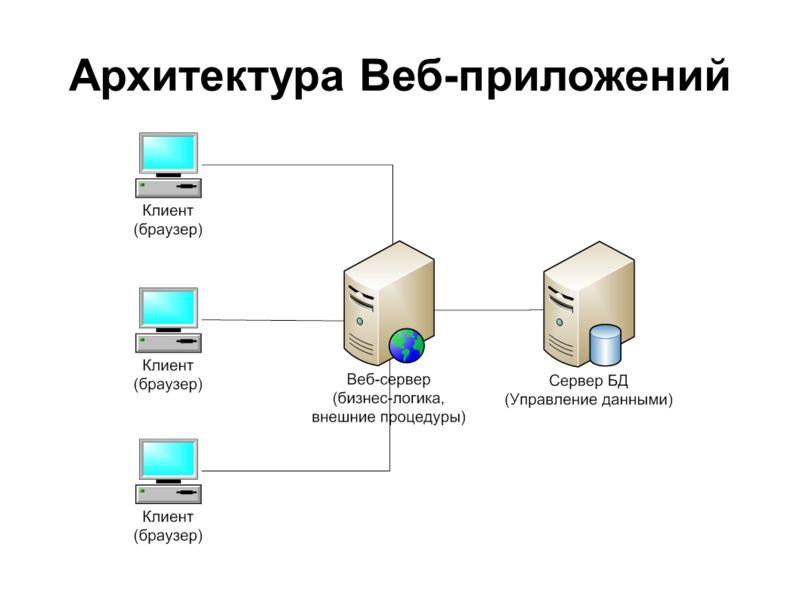 Архитектура Веб-приложений
Клиент
(браузер)
Клиент
(браузер)
Веб-сервер
(бизнес-логика,
внешние процедуры)
Сервер БД
(Управление данными)
Клиент
(браузер)